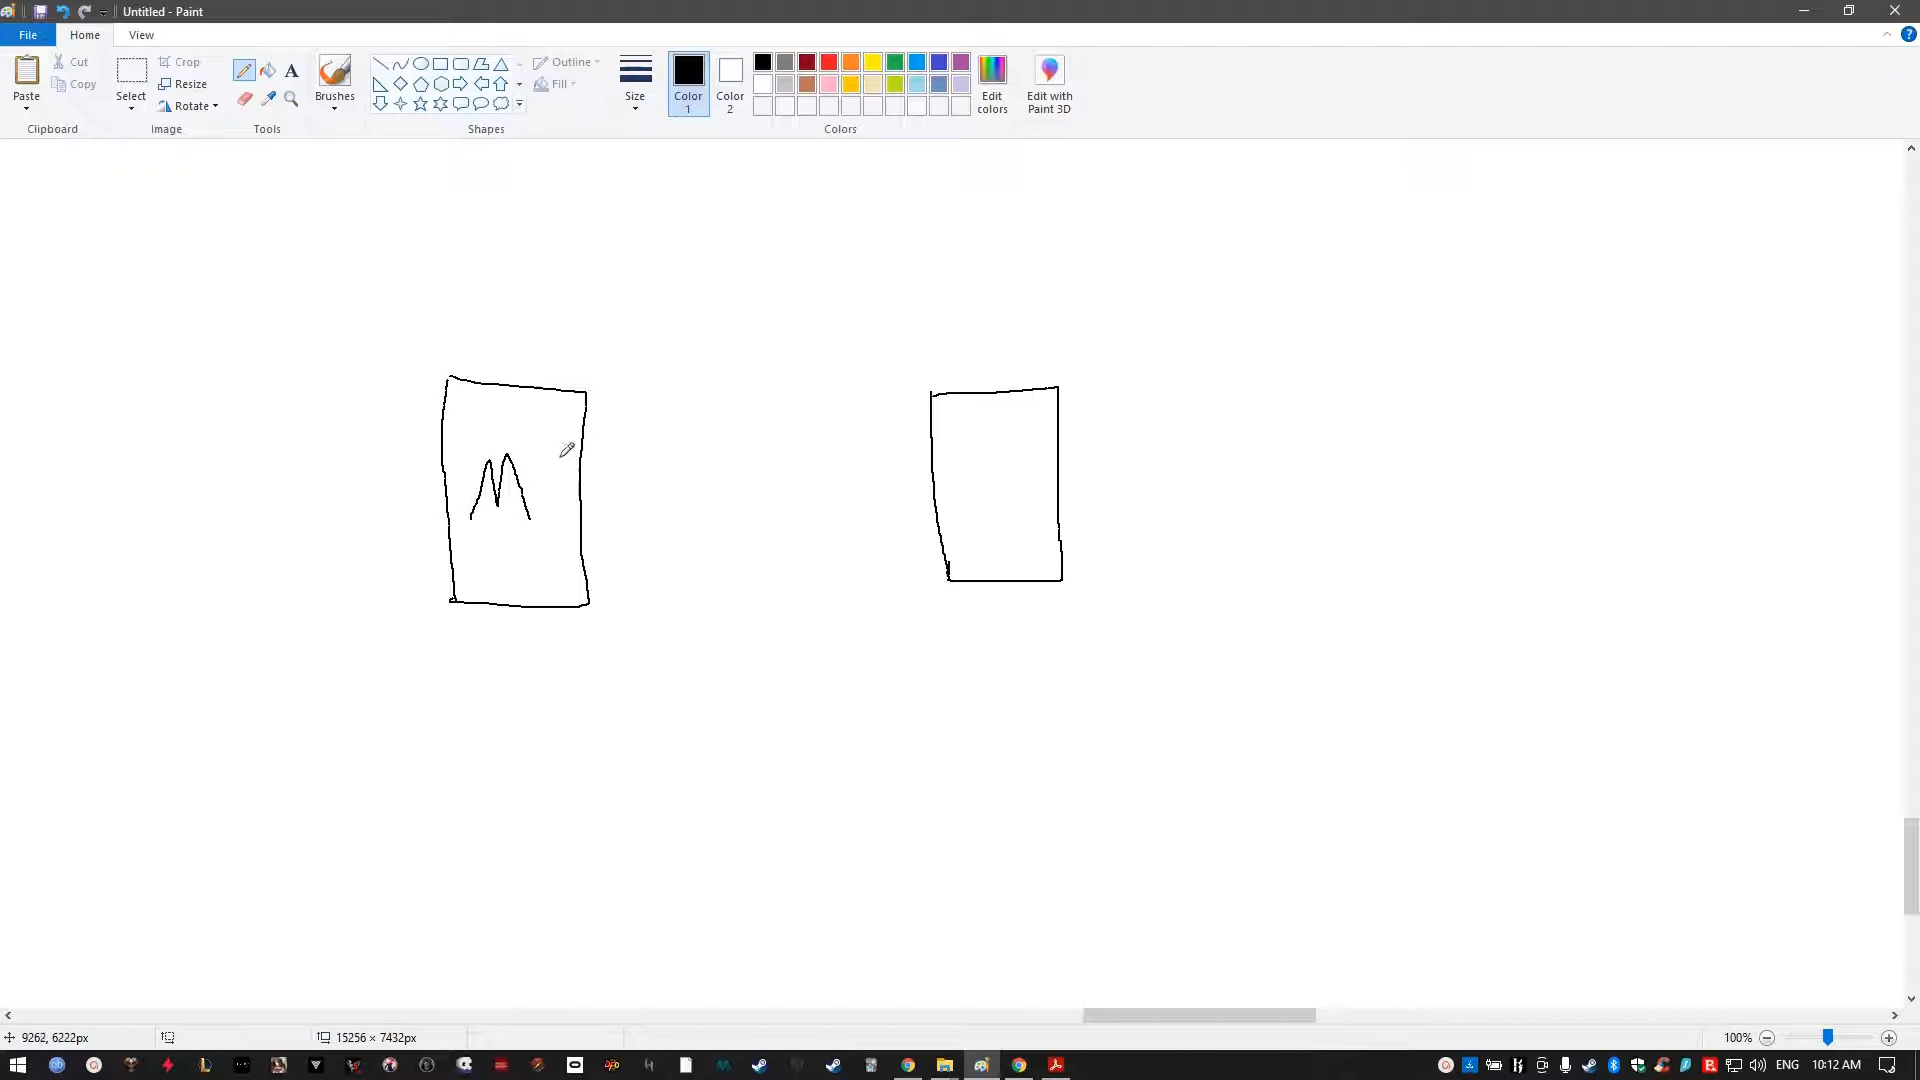 Untitled - Paint
File Home View
Paste
Cut
Copy
Clipboard
Select
Crop
Resize
Rotate
Image
A
Tools
Brushes
Outline
Fill
Shapes
Size
Color 1
Color 2
Edit colors
Edit with Paint 3D
Colors
M
9262, 6222px
15256 × 7432px
100%
ENG
10:12 AM